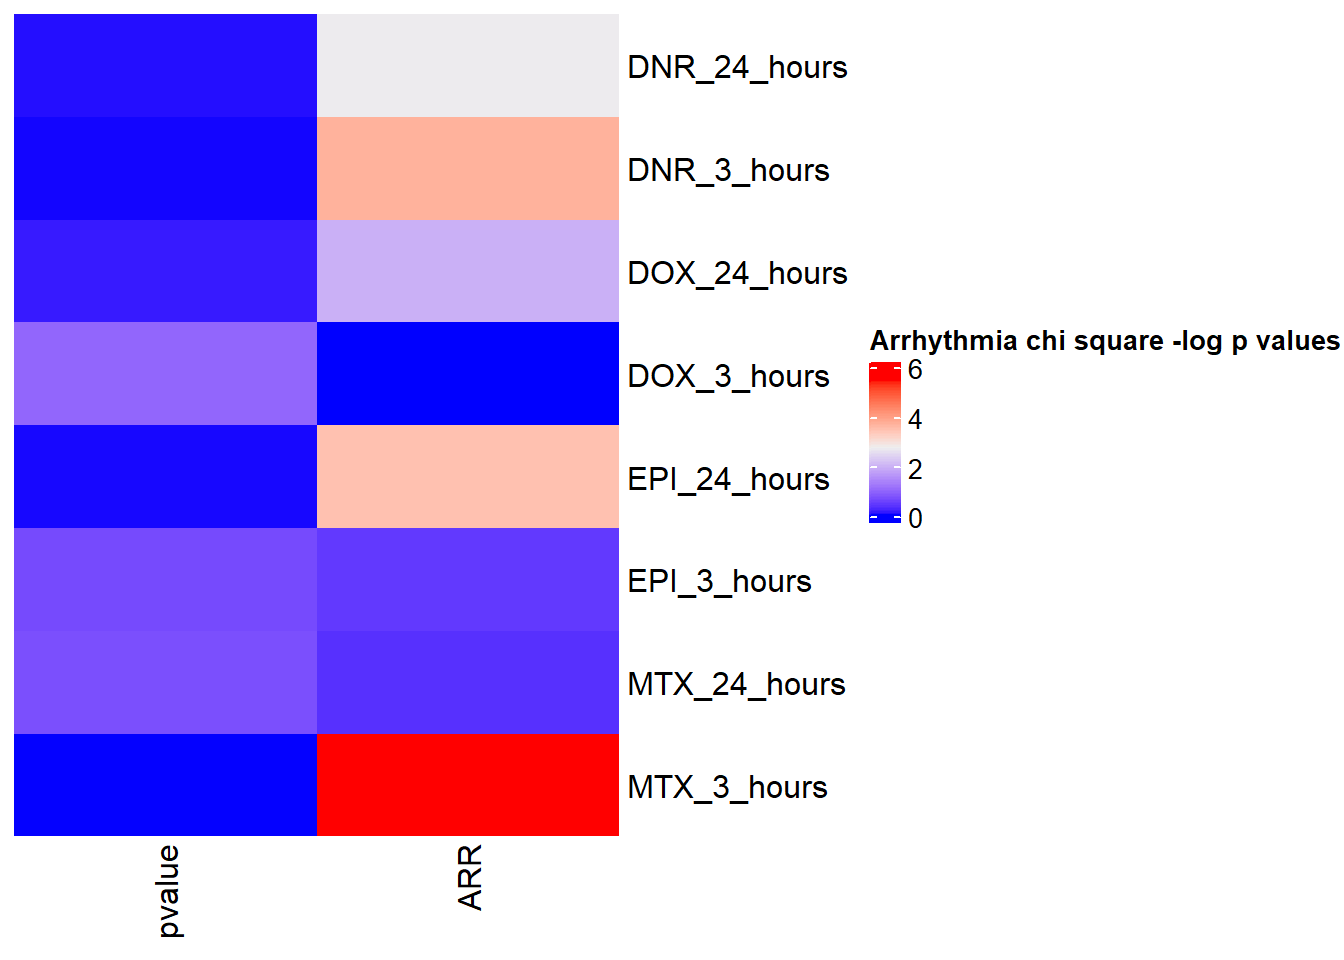 DNR_24_hours
DNR_3_hours
DOX_24_hours
DOX_3_hours
EPI_24_hours
EPI_3_hours
MTX_24_hours
MTX_3_hours
Arrhythmia chi square -log p values
6
4
2
0
pvalue
ARR